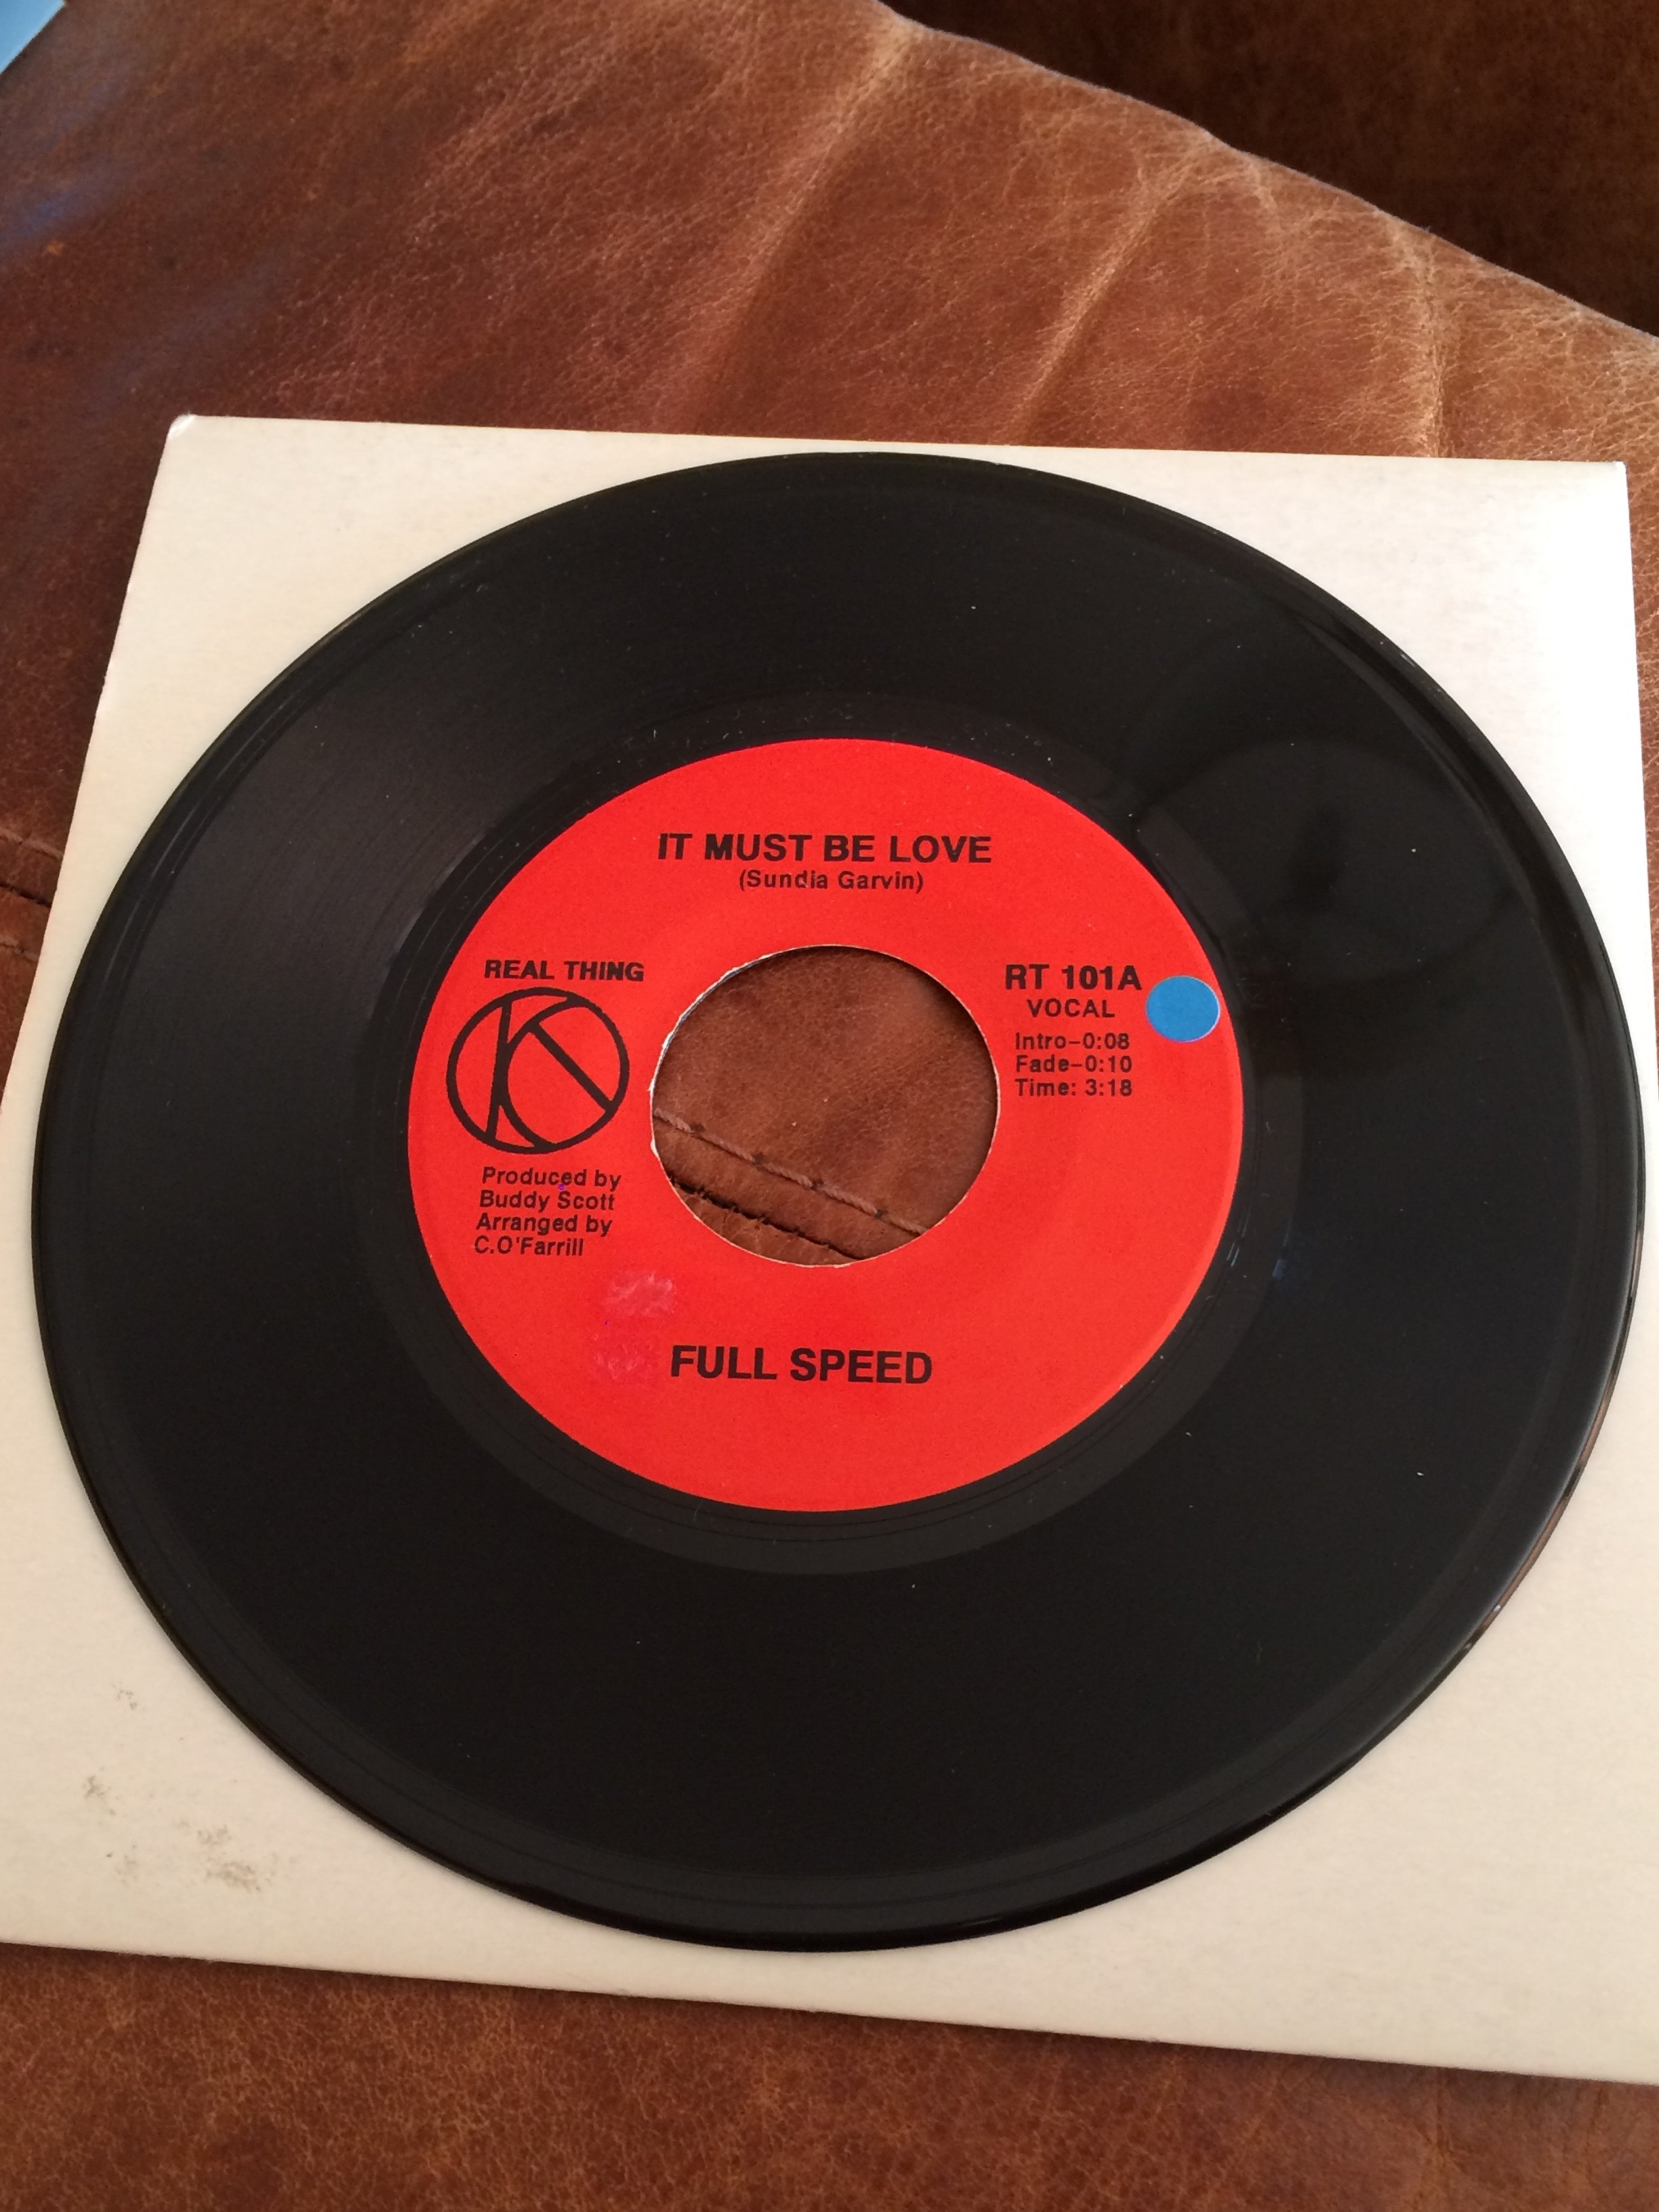 IT MUST BE LOVE
(Sundia Garvin)
REAL THING
K
Produced by
Buddy Scott
Arranged by
C.O'Farrill
RT 101A
VOCAL
Intro-0:08
Fade-0:10
Time: 3:18
FULL SPEED